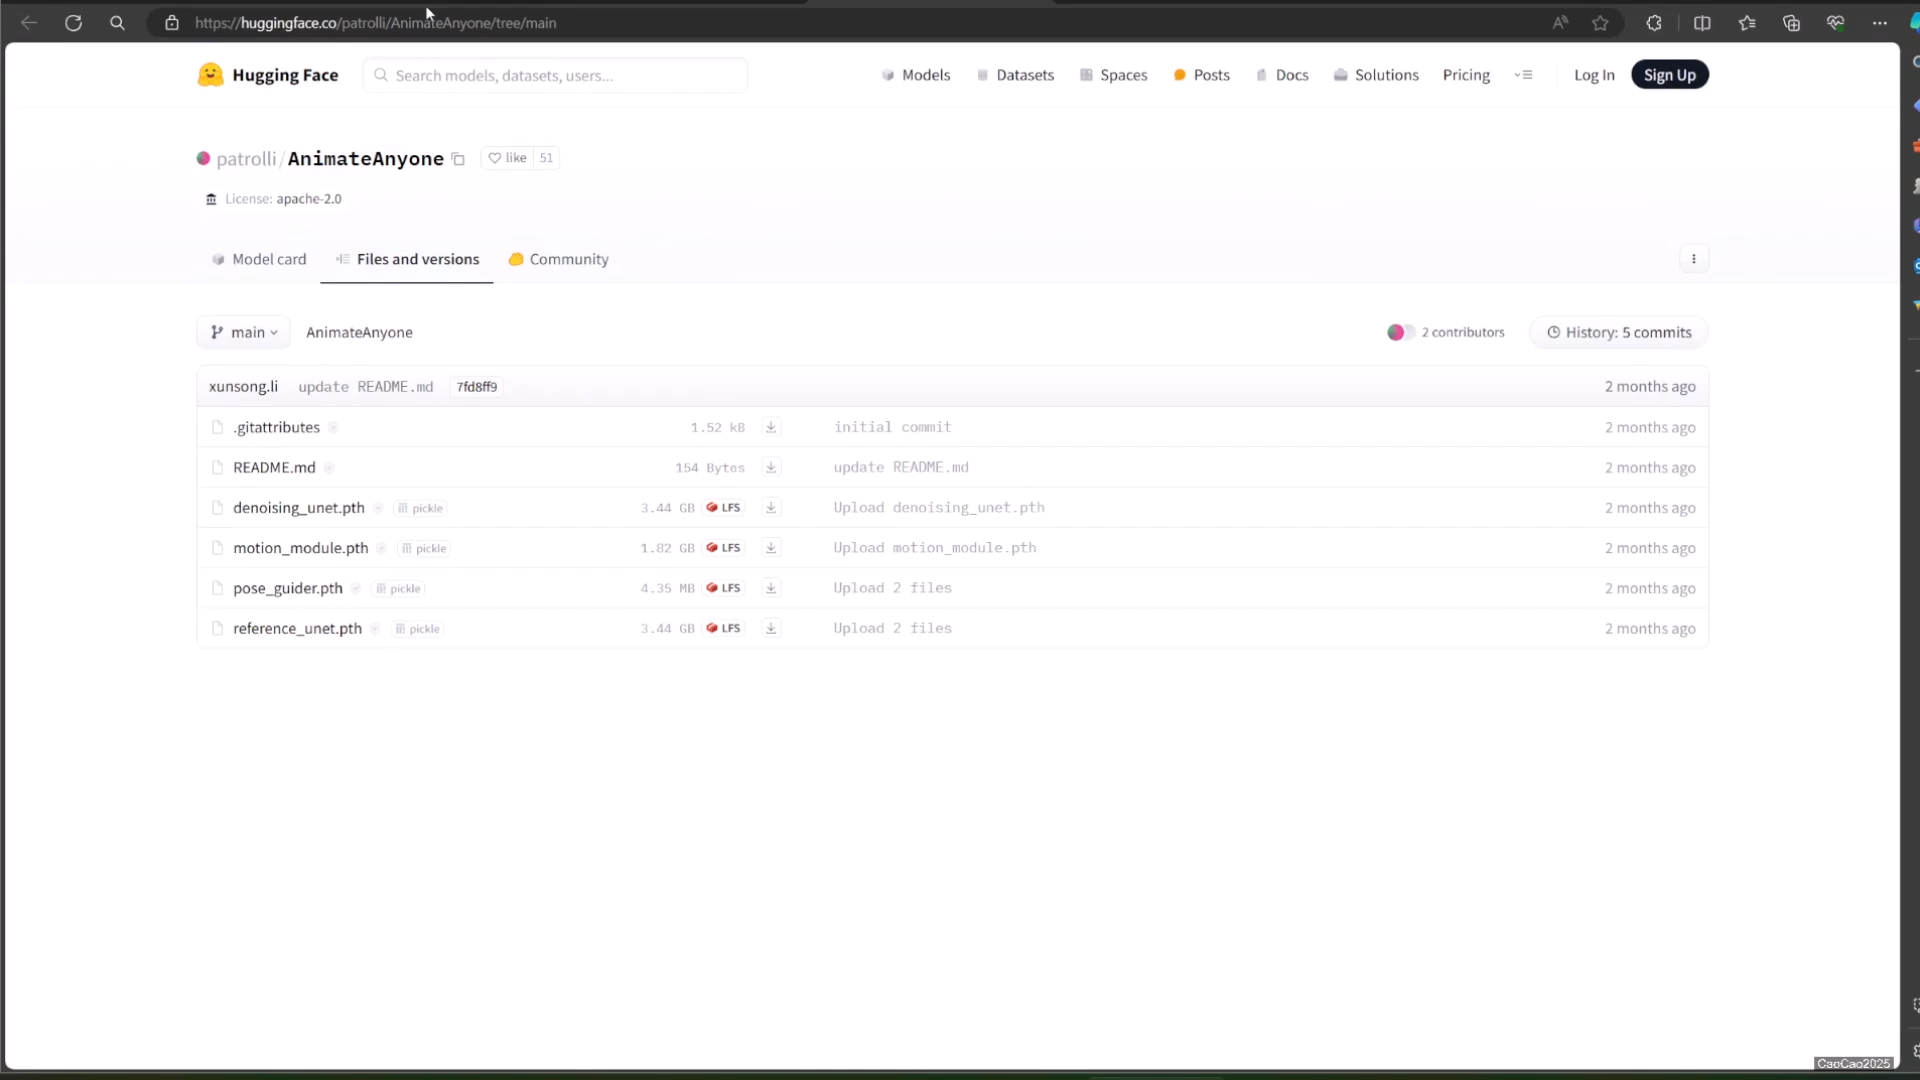 https://huggingface.co/patrolli/AnimateAnyone/tree/main
Hugging Face
Search models, datasets, users...
Models
Datasets
Spaces
Posts
Docs
Solutions
Pricing
Log In
Sign Up
patrolli/AnimateAnyone
like 51
License: apache-2.0
Model card
Files and versions
Community
main
AnimateAnyone
2 contributors
History: 5 commits
xunsong.li update README.md 7fd8ff9 2 months ago
.gitattributes 1.52 kB initial commit 2 months ago
README.md 154 Bytes update README.md 2 months ago
denoising_unet.pth pickle 3.44 GB LFS Upload denoising_unet.pth 2 months ago
motion_module.pth pickle 1.82 GB LFS Upload motion_module.pth 2 months ago
pose_guider.pth pickle 4.35 MB LFS Upload 2 files 2 months ago
reference_unet.pth pickle 3.44 GB LFS Upload 2 files 2 months ago
CaoCao2025